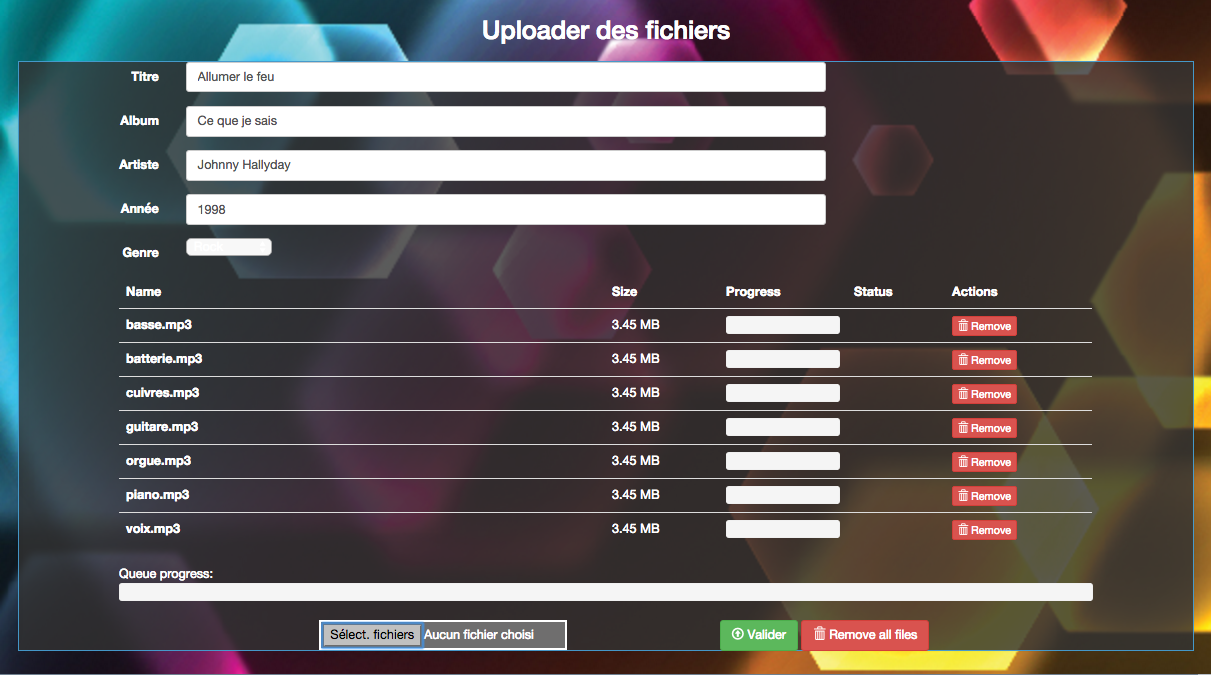 Uploader des fichiers
Titre Allumer le feu
Album Ce que je sais
Artiste Johnny Hallyday
Année 1998
Genre Rock
Name Size Progress Status Actions
basse.mp3 3.45 MB Remove
batterie.mp3 3.45 MB Remove
cuivres.mp3 3.45 MB Remove
guitare.mp3 3.45 MB Remove
orgue.mp3 3.45 MB Remove
piano.mp3 3.45 MB Remove
voix.mp3 3.45 MB Remove
Queue progress:
Sélect. fichiers Aucun fichier choisi Valider Remove all files